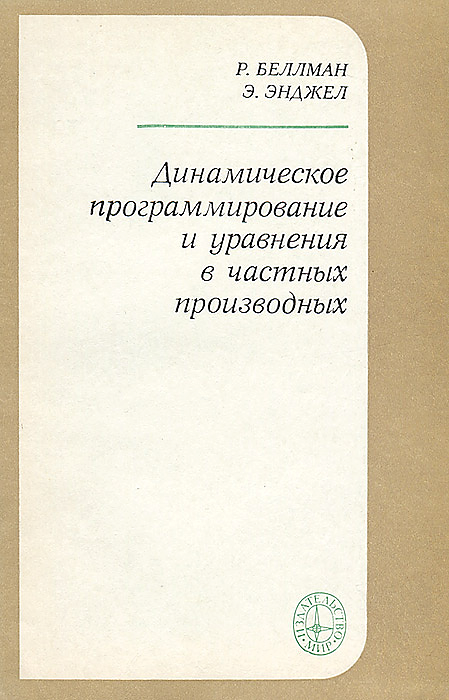 Р. БЕЛЛМАН
Э. ЭНДЖЕЛ
Динамическое
программирование
и уравнения
в частных
производных
ИЗДАТЕЛЬСТВО
МИР